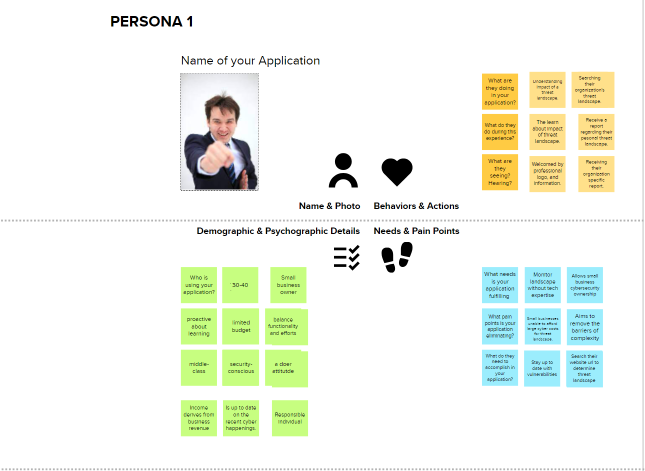 PERSONA 1
Name of your Application
What are
they doing
in your
application?
Understanding
impact of a
threat
landscape.
Searching
their
organization's
threat
landscape.
What do they
do during this
experience?
The learn
about impact
of threat
landscape.
Receive a
report
regarding their
personal threat
landscape.
What are
they
seeing?
Hearing?
Welcomed by
professional
logo, and
information.
Receiving
their
organization
specific
report.
Name & Photo
Behaviors & Actions
Demographic & Psychographic Details
Needs & Pain Points
Who is
using your
application?
30-40
Small
business
owner
proactive
about
learning
limited
budget
balance
functionality
and efforts
middle-
class
security-
conscious
a doer
attitutde
Income
derives from
business
revenue
Is up to date
on the
recent cyber
happenings.
Responsible
individual
What needs
is your
application
fulfilling
Monitor
landscape
without tech
expertise
Allows small
business
cybersecurity
ownership
What pain
points is your
application
eliminating?
Small businesses
unable to afford
large cyber costs
for threat
landscape.
Aims to
remove the
barriers of
complexity
What do they
need to
accomplish in
your
application?
Stay up to
date with
vulnerabilities
Search their
website url to
determine
threat
landscape